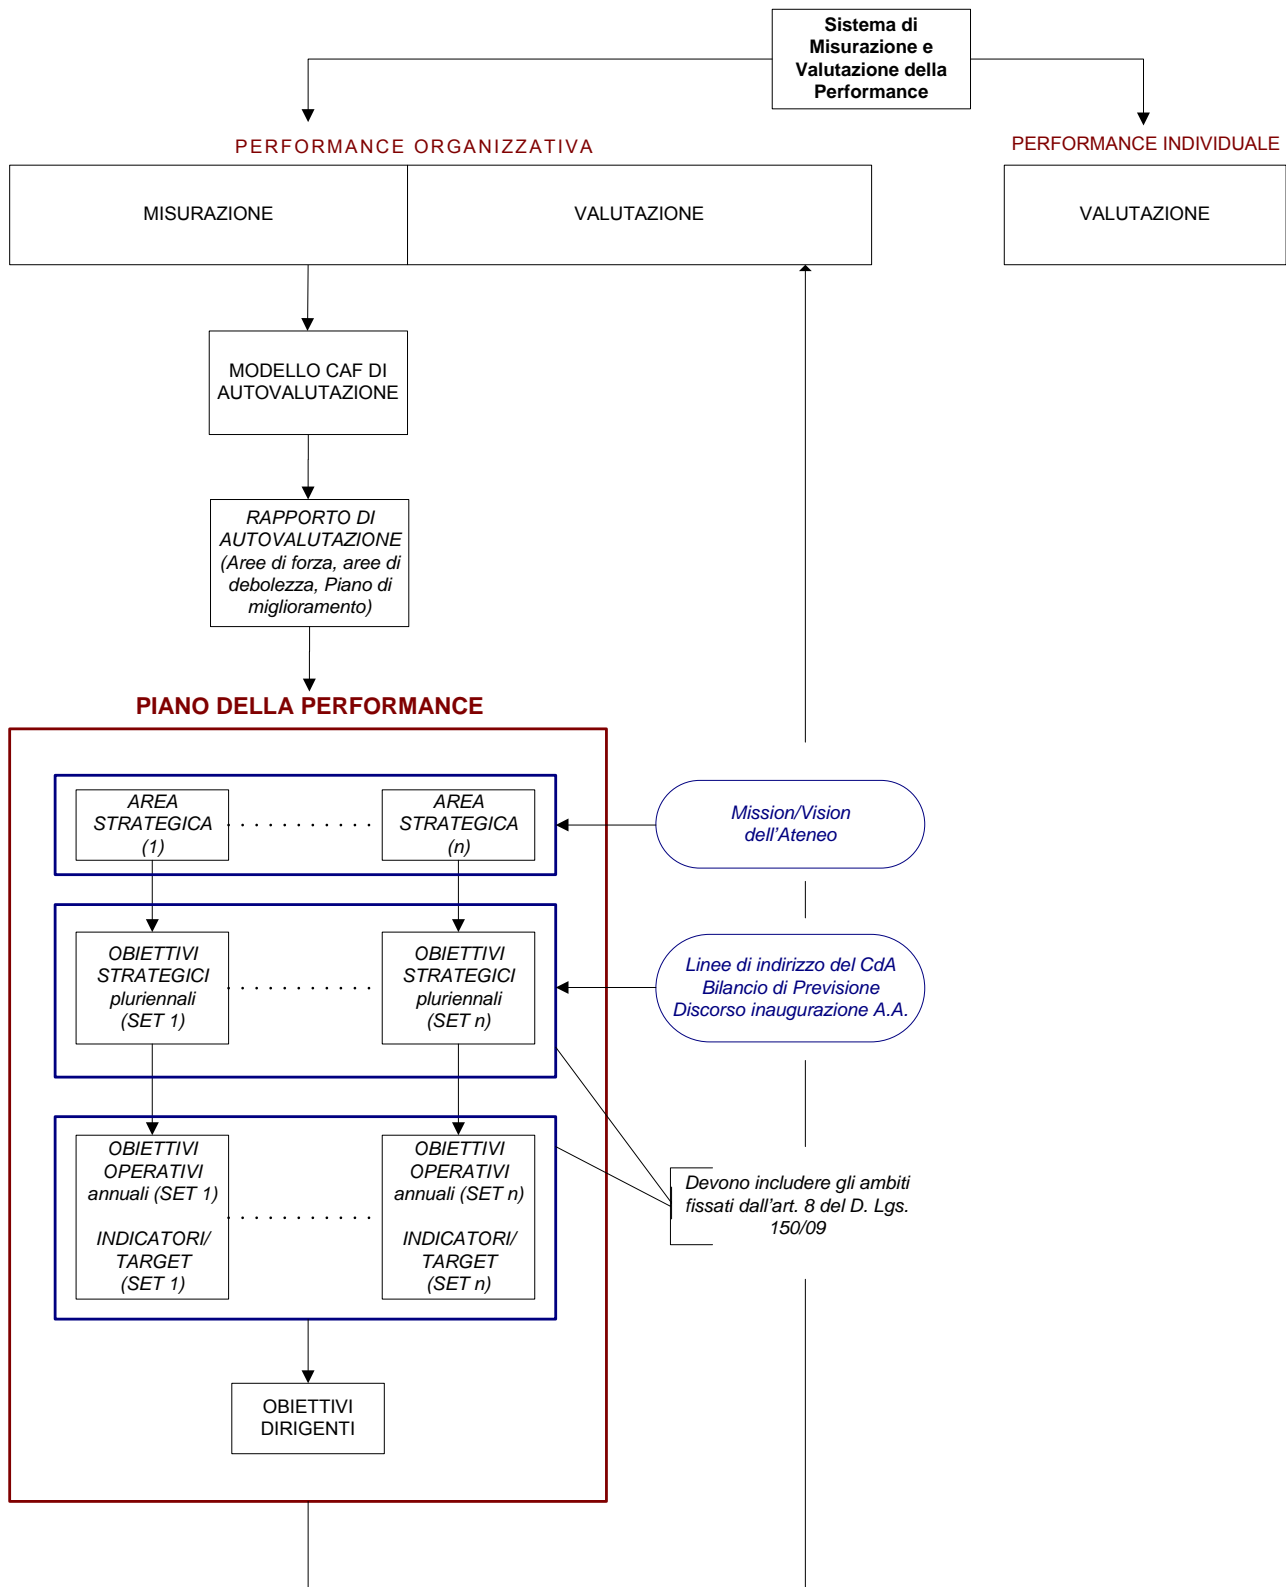 Sistema di
Misurazione e
Valutazione della
Performance
PERFORMANCE ORGANIZZATIVA
PERFORMANCE INDIVIDUALE
MISURAZIONE
VALUTAZIONE
VALUTAZIONE
MODELLO CAF DI
AUTOVALUTAZIONE
RAPPORTO DI
AUTOVALUTAZIONE
(Aree di forza, aree di
debolezza, Piano di
miglioramento)
PIANO DELLA PERFORMANCE
AREA
STRATEGICA
(1)
AREA
STRATEGICA
(n)
Mission/Vision
dell'Ateneo
OBIETTIVI
STRATEGICI
pluriennali
(SET 1)
OBIETTIVI
STRATEGICI
pluriennali
(SET n)
Linee di indirizzo del CdA
Bilancio di Previsione
Discorso inaugurazione A.A.
OBIETTIVI
OPERATIVI
annuali (SET 1)
INDICATORI/
TARGET
(SET 1)
OBIETTIVI
OPERATIVI
annuali (SET n)
INDICATORI/
TARGET
(SET n)
Devono includere gli ambiti
fissati dall'art. 8 del D. Lgs.
150/09
OBIETTIVI
DIRIGENTI